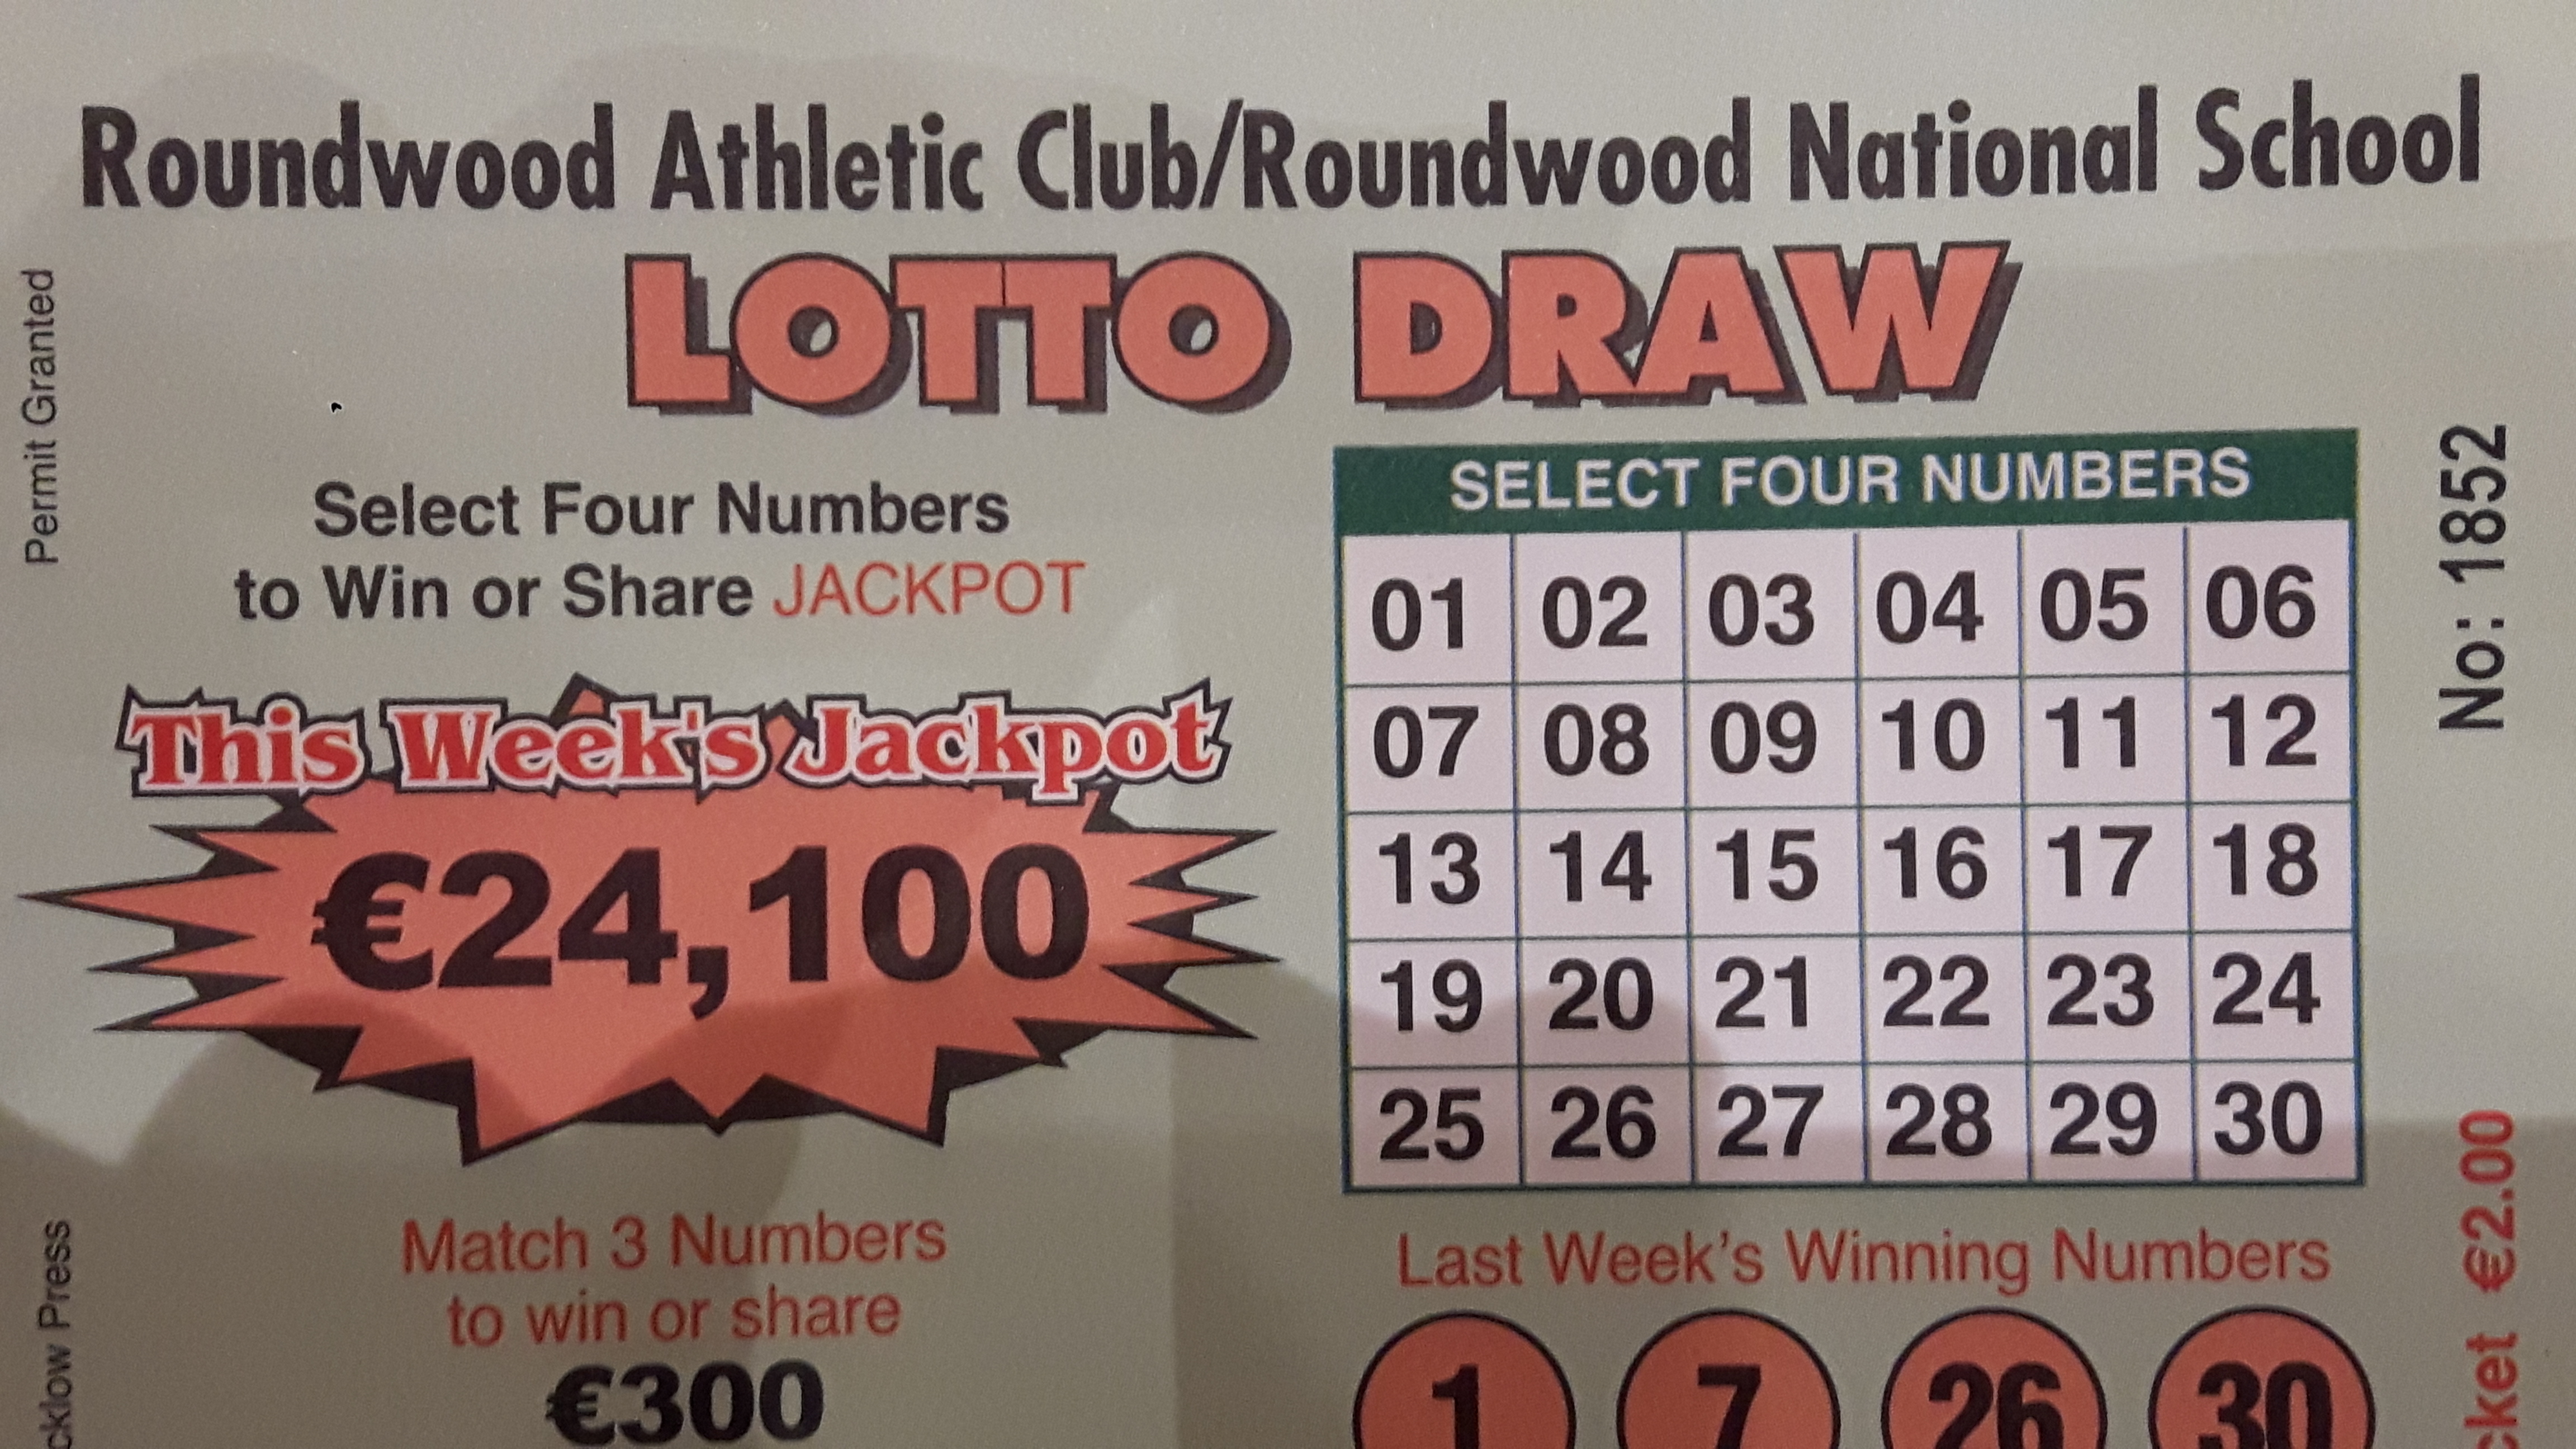 Roundwood Athletic Club/Roundwood National School
LOTTO DRAW
Permit Granted
Select Four Numbers
to Win or Share JACKPOT
This Week's Jackpot
€24,100
Match 3 Numbers
to win or share
€300
SELECT FOUR NUMBERS
01 02 03 04 05 06
07 08 09 10 11 12
13 14 15 16 17 18
19 20 21 22 23 24
25 26 27 28 29 30
Last Week's Winning Numbers
1 7 26 30
No: 1852
€2.00
Press